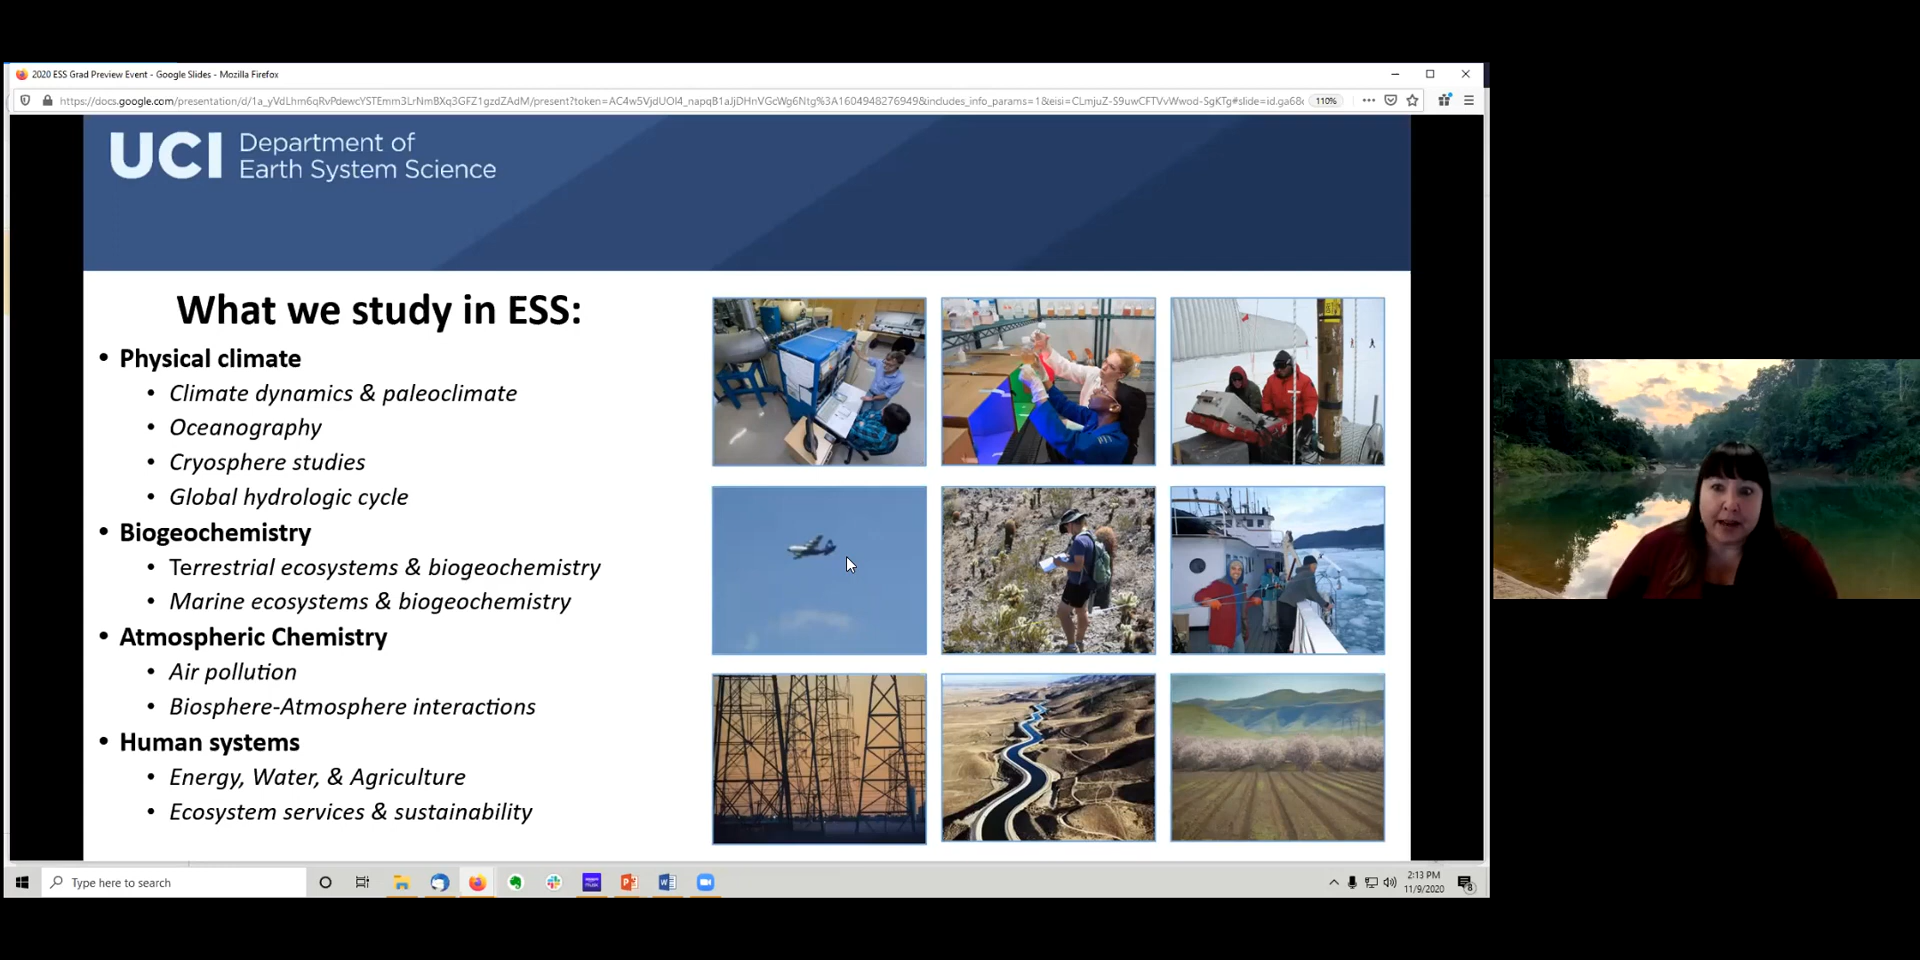 2020 ESS Grad Preview Event - Google Slides - Mozilla Firefox
110%
UCI Department of
Earth System Science
What we study in ESS:
• Physical climate
• Climate dynamics & paleoclimate
• Oceanography
• Cryosphere studies
• Global hydrologic cycle
• Biogeochemistry
• Terrestrial ecosystems & biogeochemistry
• Marine ecosystems & biogeochemistry
• Atmospheric Chemistry
• Air pollution
• Biosphere-Atmosphere interactions
• Human systems
• Energy, Water, & Agriculture
• Ecosystem services & sustainability
Type here to search
2:13 PM
11/9/2020